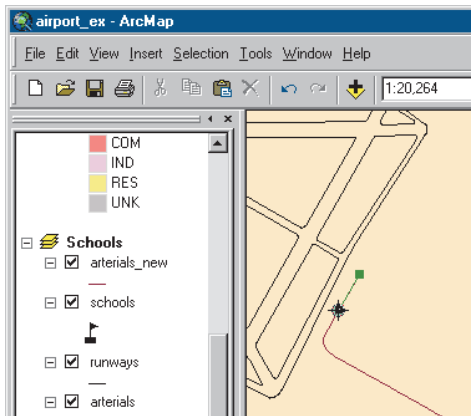 airport_ex - ArcMap
File Edit View Insert Selection Tools Window Help
1:20,264
COM
IND
RES
UNK
Schools
arterials_new
schools
runways
arterials